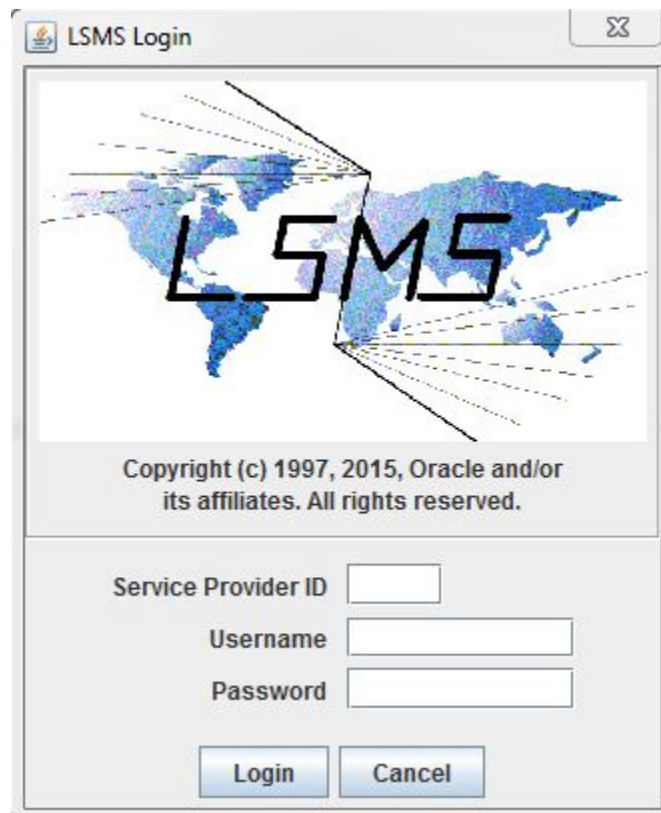 LSMS Login
LSMS
Copyright (c) 1997, 2015, Oracle and/or
its affiliates. All rights reserved.
Service Provider ID
Username
Password
Login Cancel